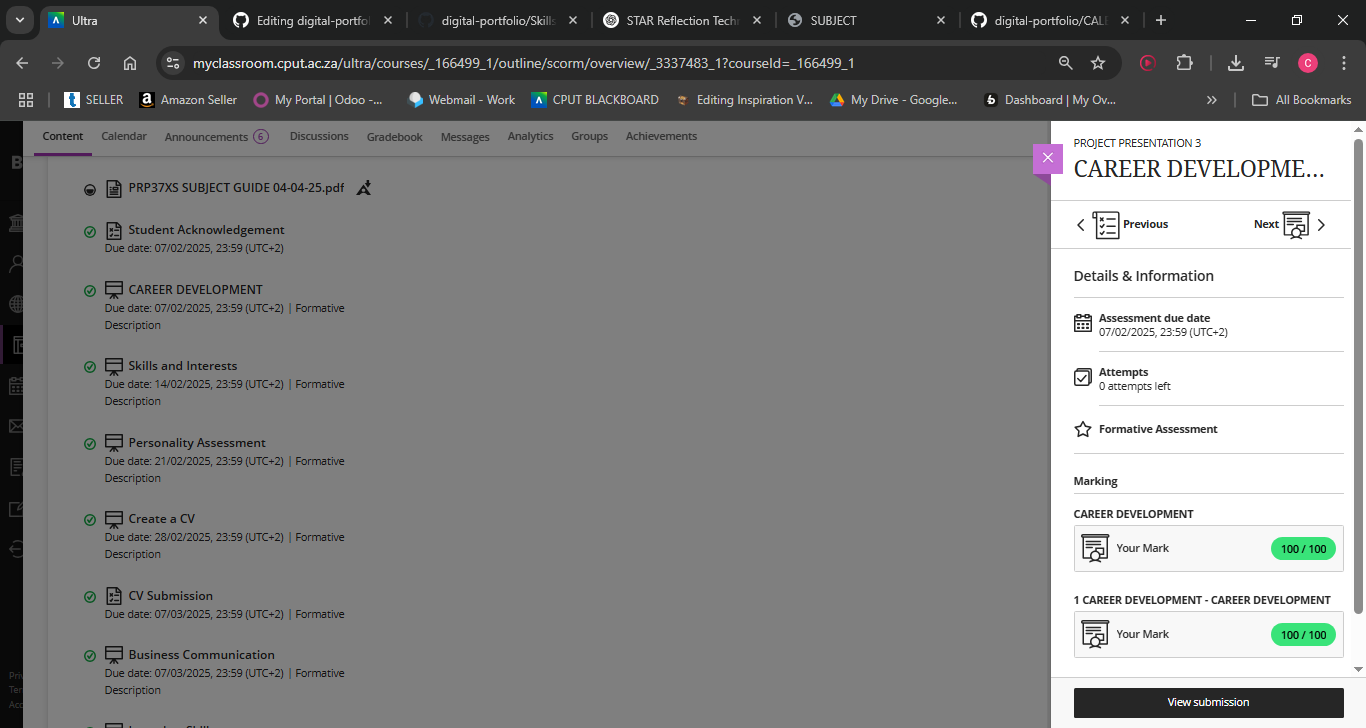 Ultra
Editing digital-portfo
digital-portfolio/Skills
STAR Reflection Techn
SUBJECT
digital-portfolio/CALE
myclassroom.cput.ac.za/ultra/courses/_166499_1/outline/scorm/overview/_3337483_1?courseId=_166499_1
C
SELLER
Amazon Seller
My Portal | Odoo -...
Webmail - Work
CPUT BLACKBOARD
Editing Inspiration V...
My Drive - Google...
Dashboard | My Ov...
All Bookmarks
Content
Calendar
Announcements 6
Discussions
Gradebook
Messages
Analytics
Groups
Achievements
B
PRP37XS SUBJECT GUIDE 04-04-25.pdf
Student Acknowledgement
Due date: 07/02/2025, 23:59 (UTC+2)
CAREER DEVELOPMENT
Due date: 07/02/2025, 23:59 (UTC+2) | Formative
Description
Skills and Interests
Due date: 14/02/2025, 23:59 (UTC+2) | Formative
Description
Personality Assessment
Due date: 21/02/2025, 23:59 (UTC+2) | Formative
Description
Create a CV
Due date: 28/02/2025, 23:59 (UTC+2) | Formative
Description
CV Submission
Due date: 07/03/2025, 23:59 (UTC+2) | Formative
Business Communication
Due date: 07/03/2025, 23:59 (UTC+2) | Formative
Description
Priv
Ter
Acc
PROJECT PRESENTATION 3
CAREER DEVELOPME...
Previous
Next
Details & Information
Assessment due date
07/02/2025, 23:59 (UTC+2)
Attempts
0 attempts left
Formative Assessment
Marking
CAREER DEVELOPMENT
Your Mark
100 / 100
1 CAREER DEVELOPMENT - CAREER DEVELOPMENT
Your Mark
100 / 100
View submission